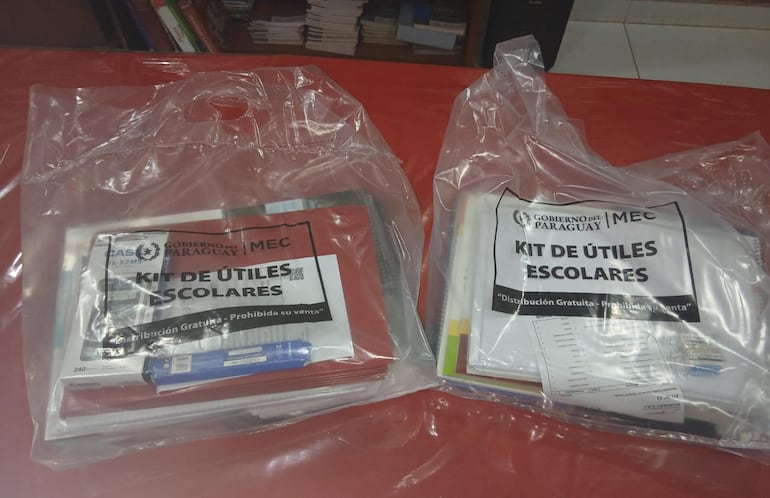 GOBIERNO DEL
PARAGUAY
MEC
KIT DE ÚTILES
ESCOLARES
"Distribución Gratuita - Prohibida su venta"
240
GOBIERNO DEL
PARAGUAY
MEC
KIT DE ÚTILES
ESCOLARES
"Distribución Gratuita - Prohibida su venta"